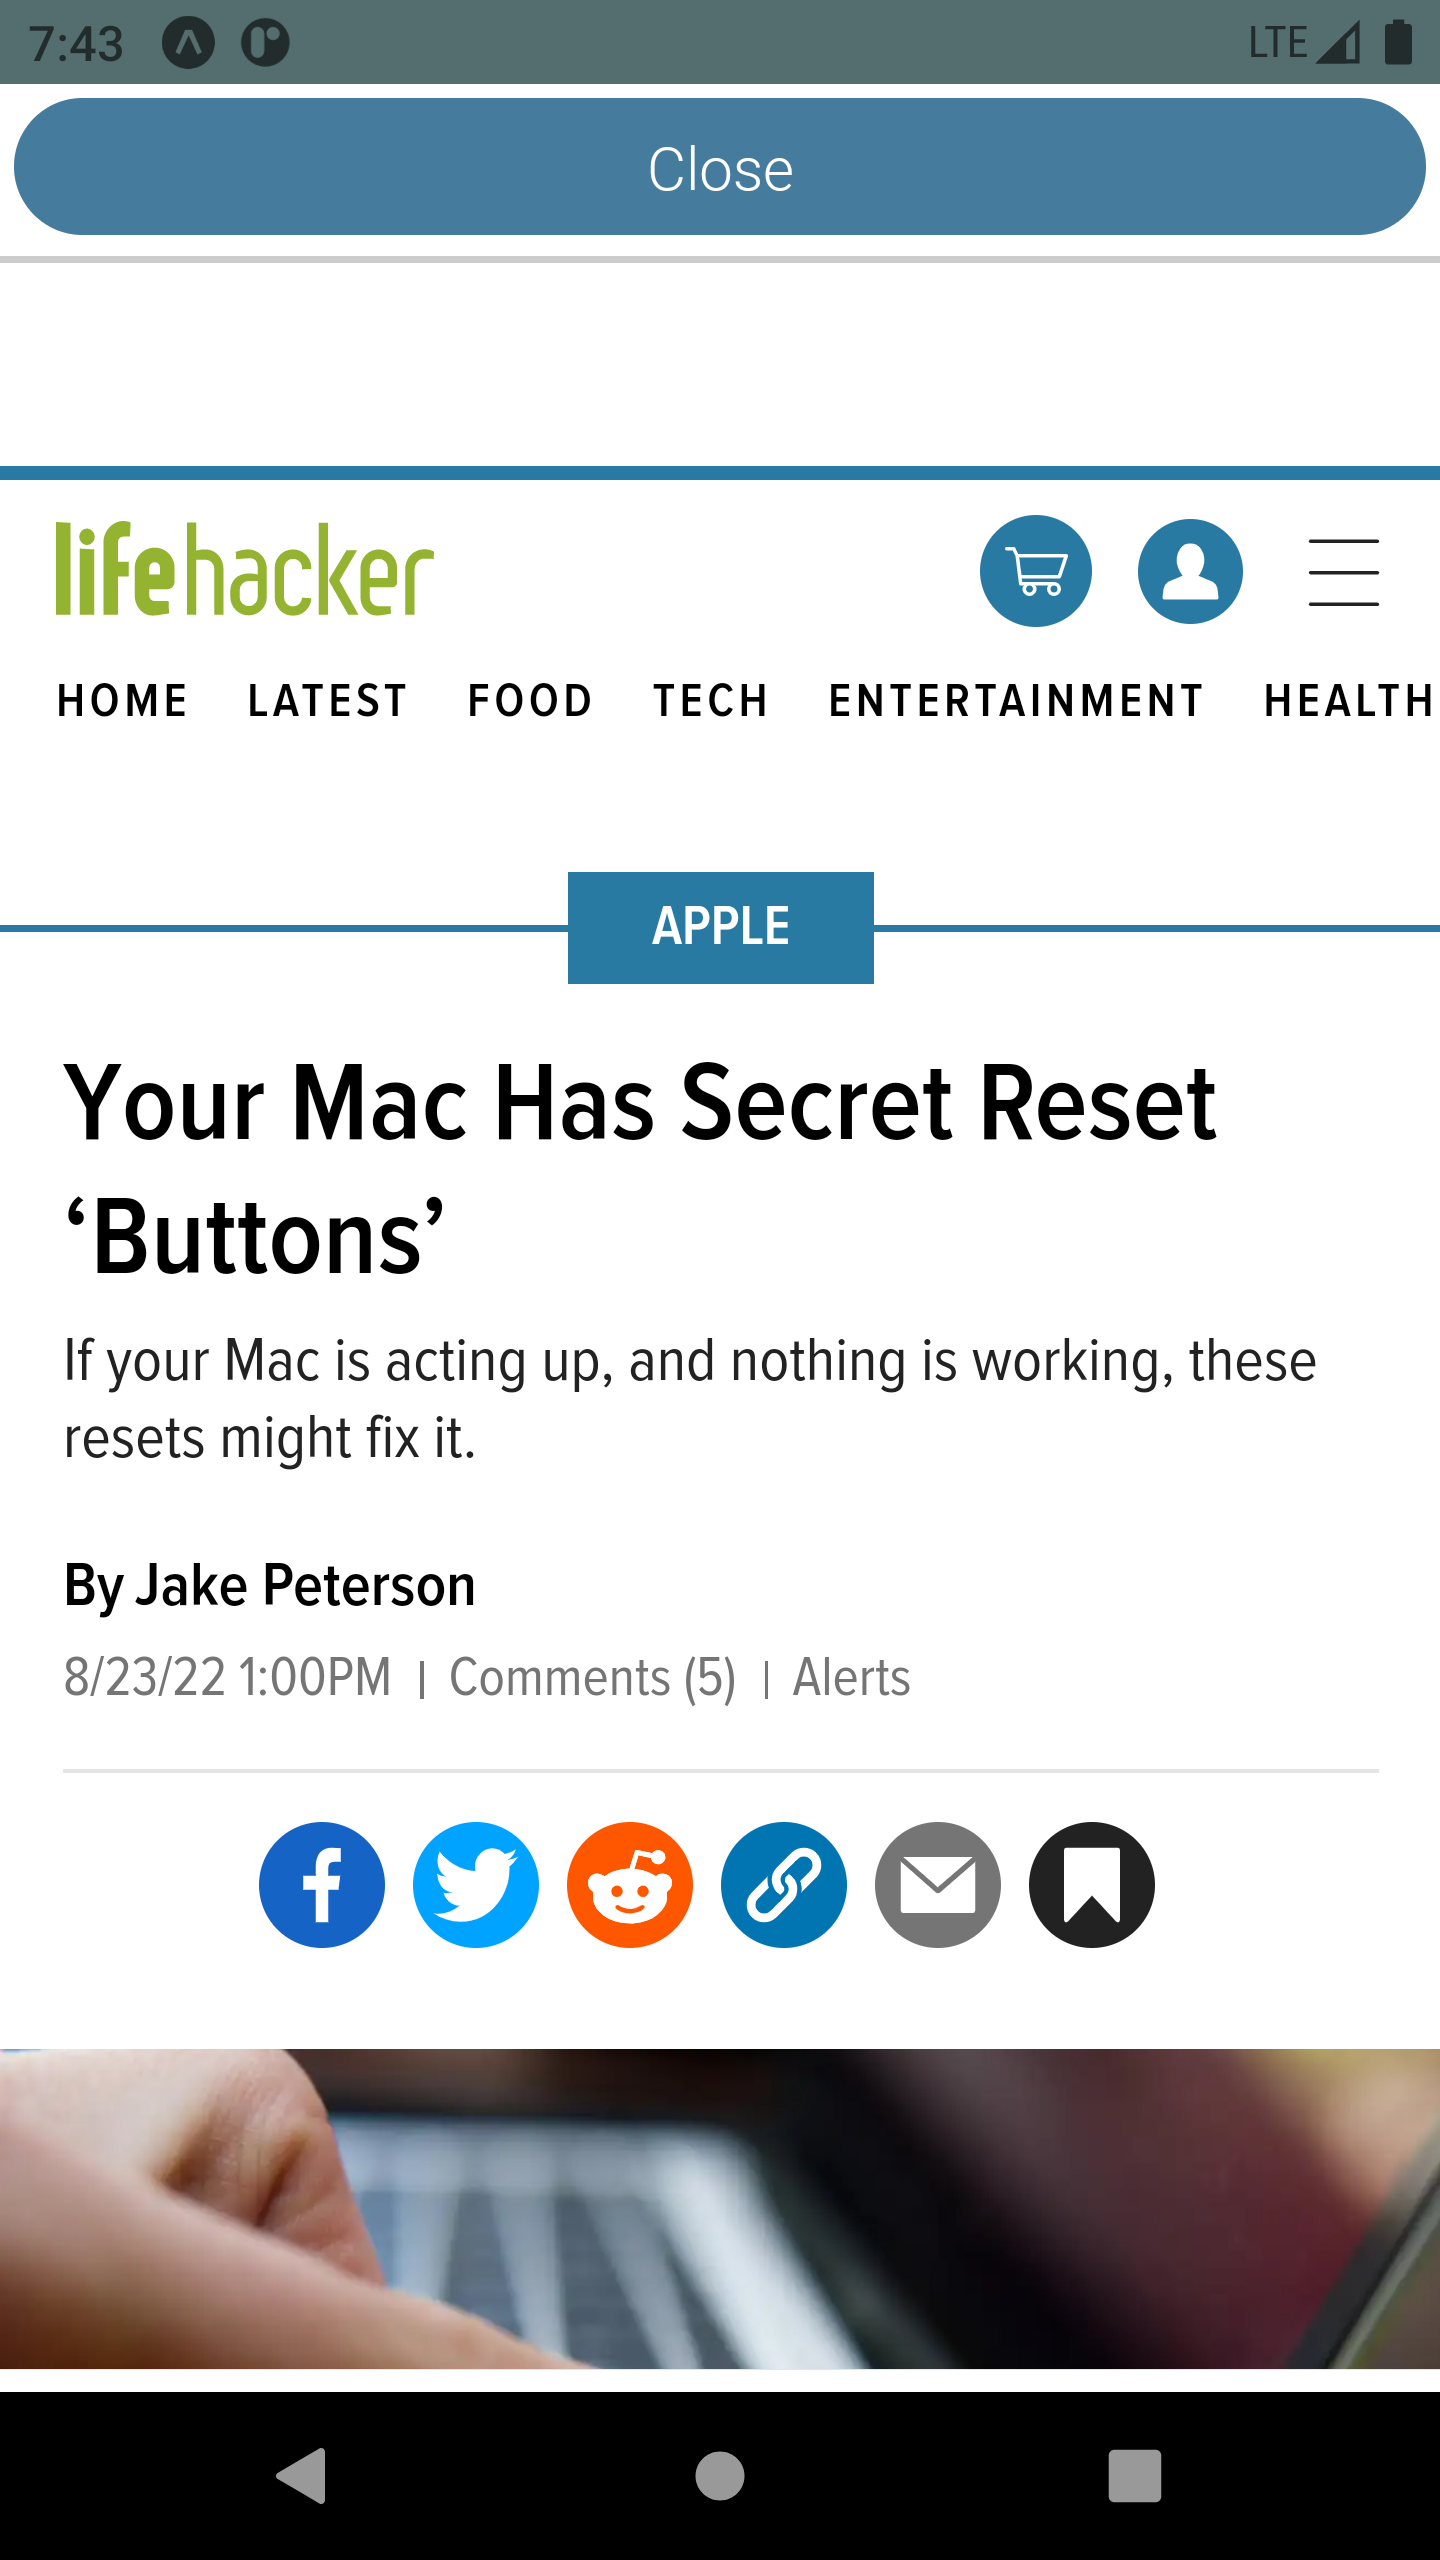 7:43 LTE
Close
lifehacker
HOME LATEST FOOD TECH ENTERTAINMENT HEALTH
APPLE
Your Mac Has Secret Reset
‘Buttons’
If your Mac is acting up, and nothing is working, these
resets might fix it.
By Jake Peterson
8/23/22 1:00PM | Comments (5) | Alerts